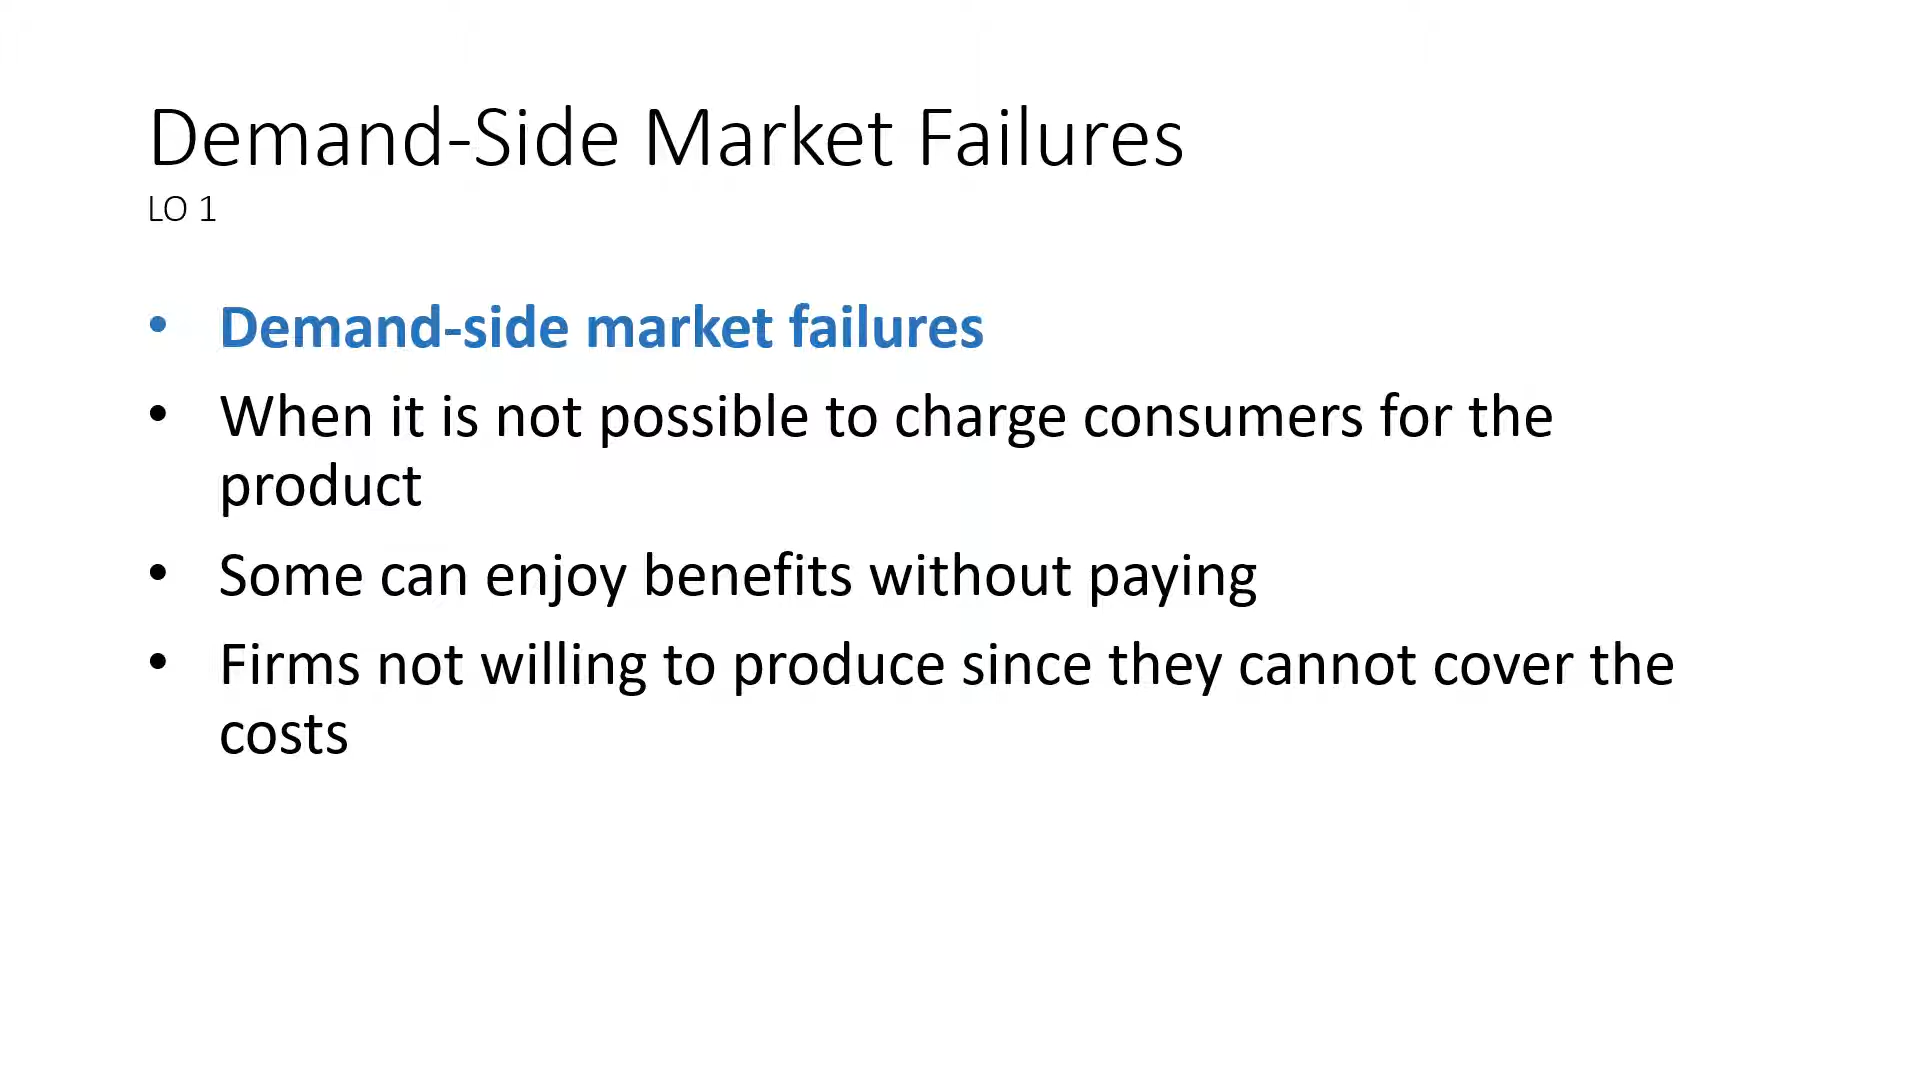 Demand-Side Market Failures
LO 1
• Demand-side market failures
• When it is not possible to charge consumers for the
product
• Some can enjoy benefits without paying
• Firms not willing to produce since they cannot cover the
costs